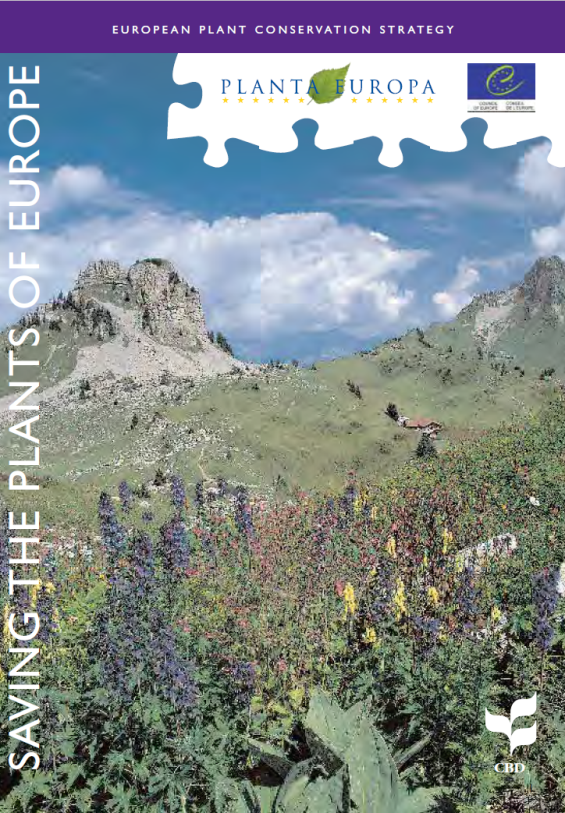 EUROPEAN PLANT CONSERVATION STRATEGY
PLANTA EUROPA
COUNCIL CONSEIL
OF EUROPE DE L'EUROPE
SAVING THE PLANTS OF EUROPE
CBD